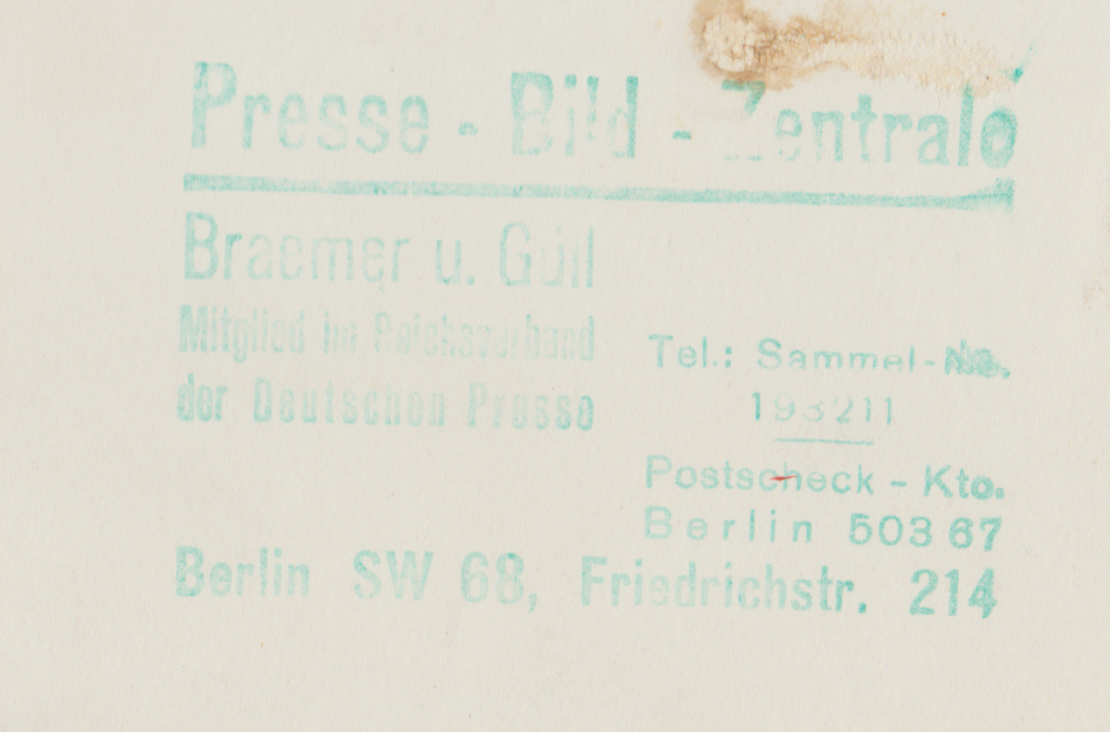 Presse - Bild - Zentrale
Braemer u. Güll
Mitglied im Reichsverband
der Deutschen Presse
Tel.: Sammel-No.
193211
Postscheck - Kto.
Berlin 50367
Berlin SW 68, Friedrichstr. 214